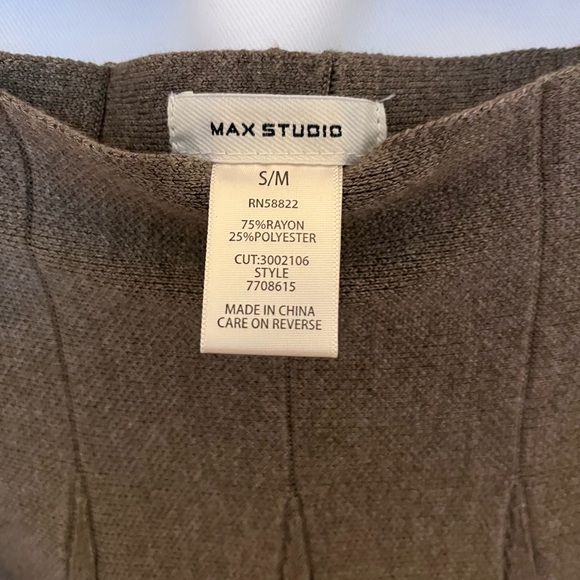 MAX STUDIO
S/M
RN58822
75%RAYON
25%POLYESTER
CUT:3002106
STYLE
7708615
MADE IN CHINA
CARE ON REVERSE